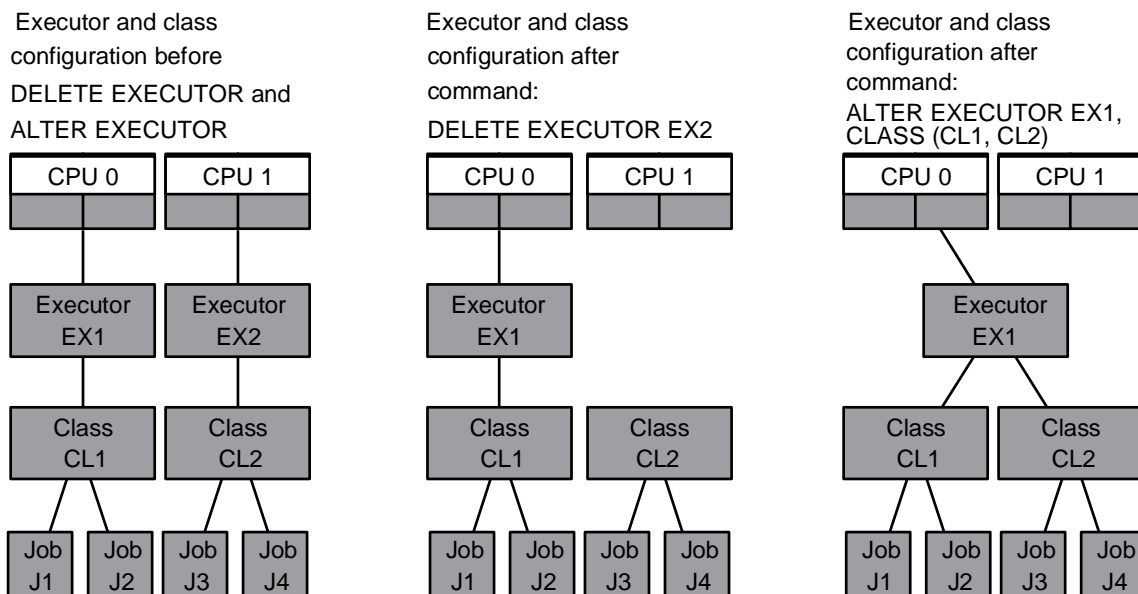 Executor and class
configuration before
DELETE EXECUTOR and
ALTER EXECUTOR
CPU 0
CPU 1
Executor
EX1
Executor
EX2
Class
CL1
Class
CL2
Job
J1
Job
J2
Job
J3
Job
J4
Executor and class
configuration after
command:
DELETE EXECUTOR EX2
CPU 0
CPU 1
Executor
EX1
Class
CL1
Class
CL2
Job
J1
Job
J2
Job
J3
Job
J4
Executor and class
configuration after
command:
ALTER EXECUTOR EX1,
CLASS (CL1, CL2)
CPU 0
CPU 1
Executor
EX1
Class
CL1
Class
CL2
Job
J1
Job
J2
Job
J3
Job
J4